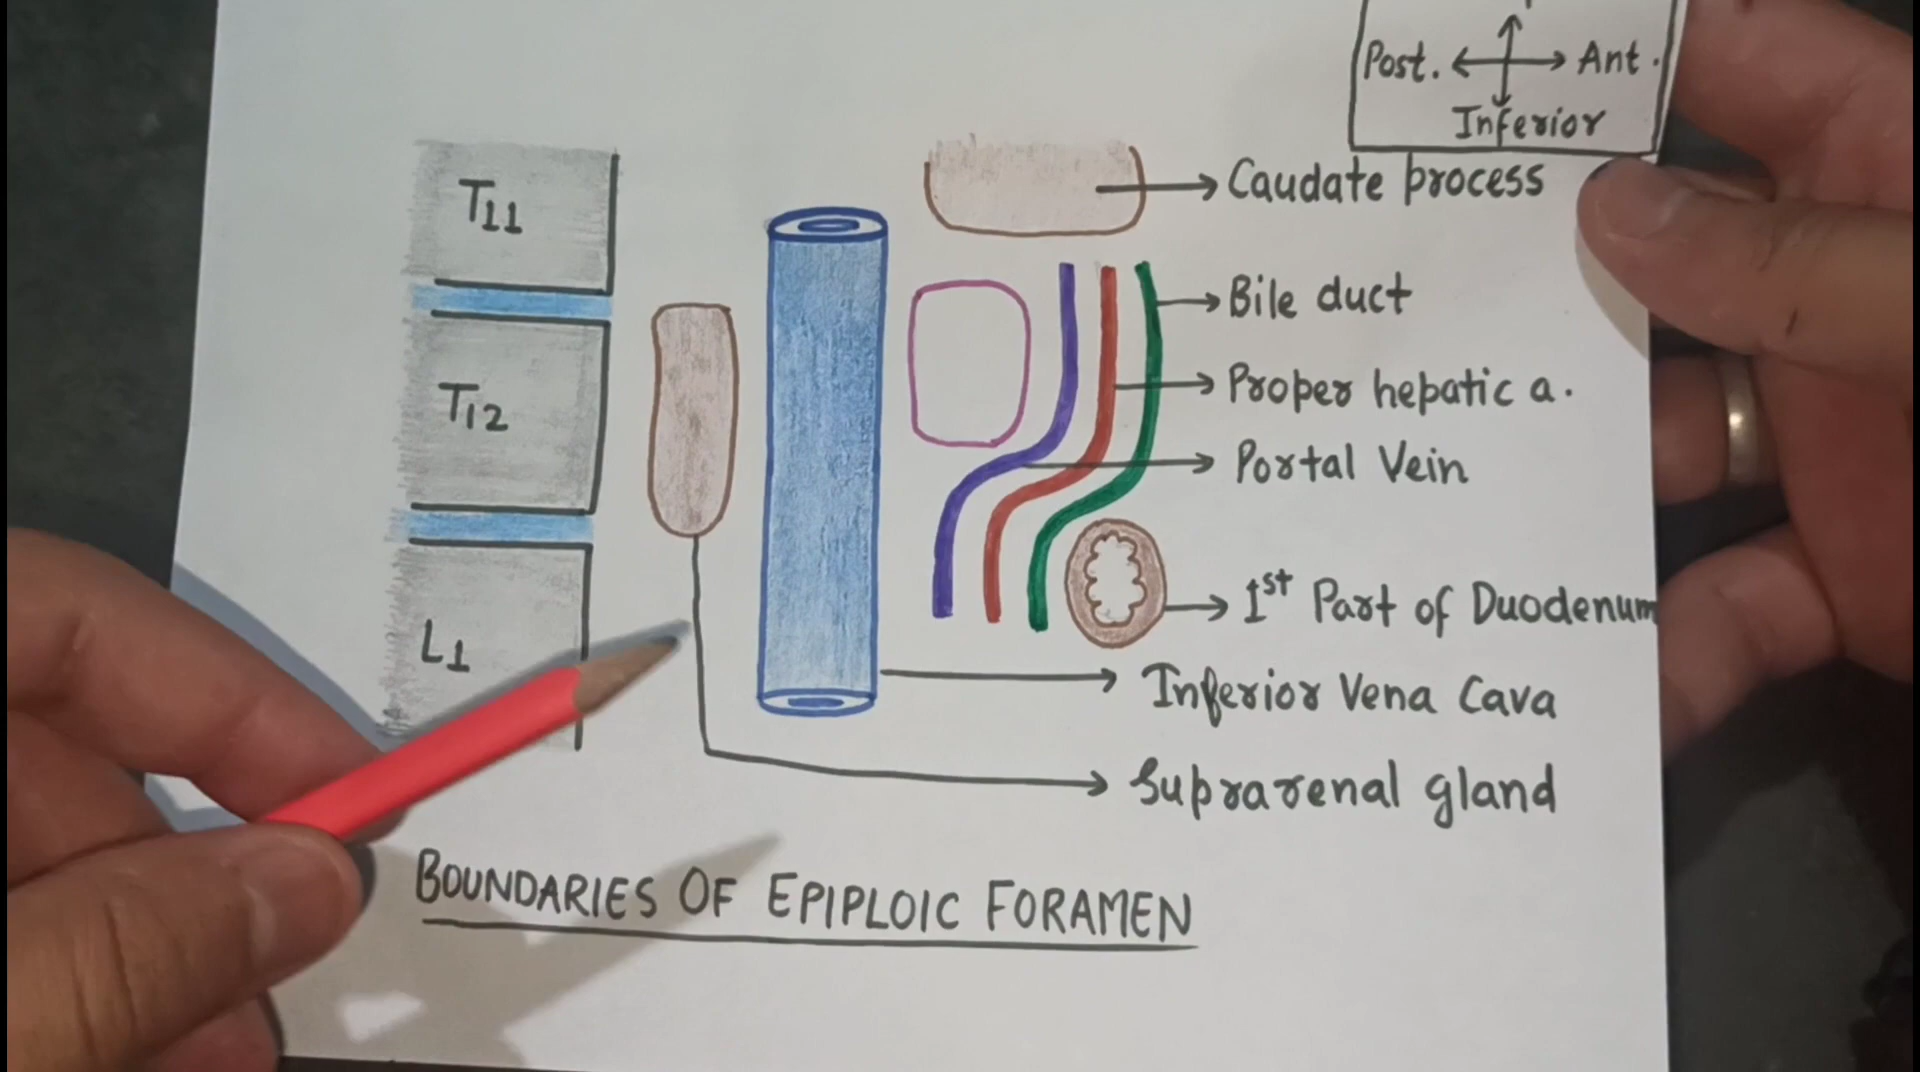 Post. Ant.
Inferior
T11
Caudate process
Bile duct
T12
Proper hepatic a.
Portal Vein
1st Part of Duodenum
L1
Inferior Vena Cava
Suprarenal gland
BOUNDARIES OF EPIPLOIC FORAMEN